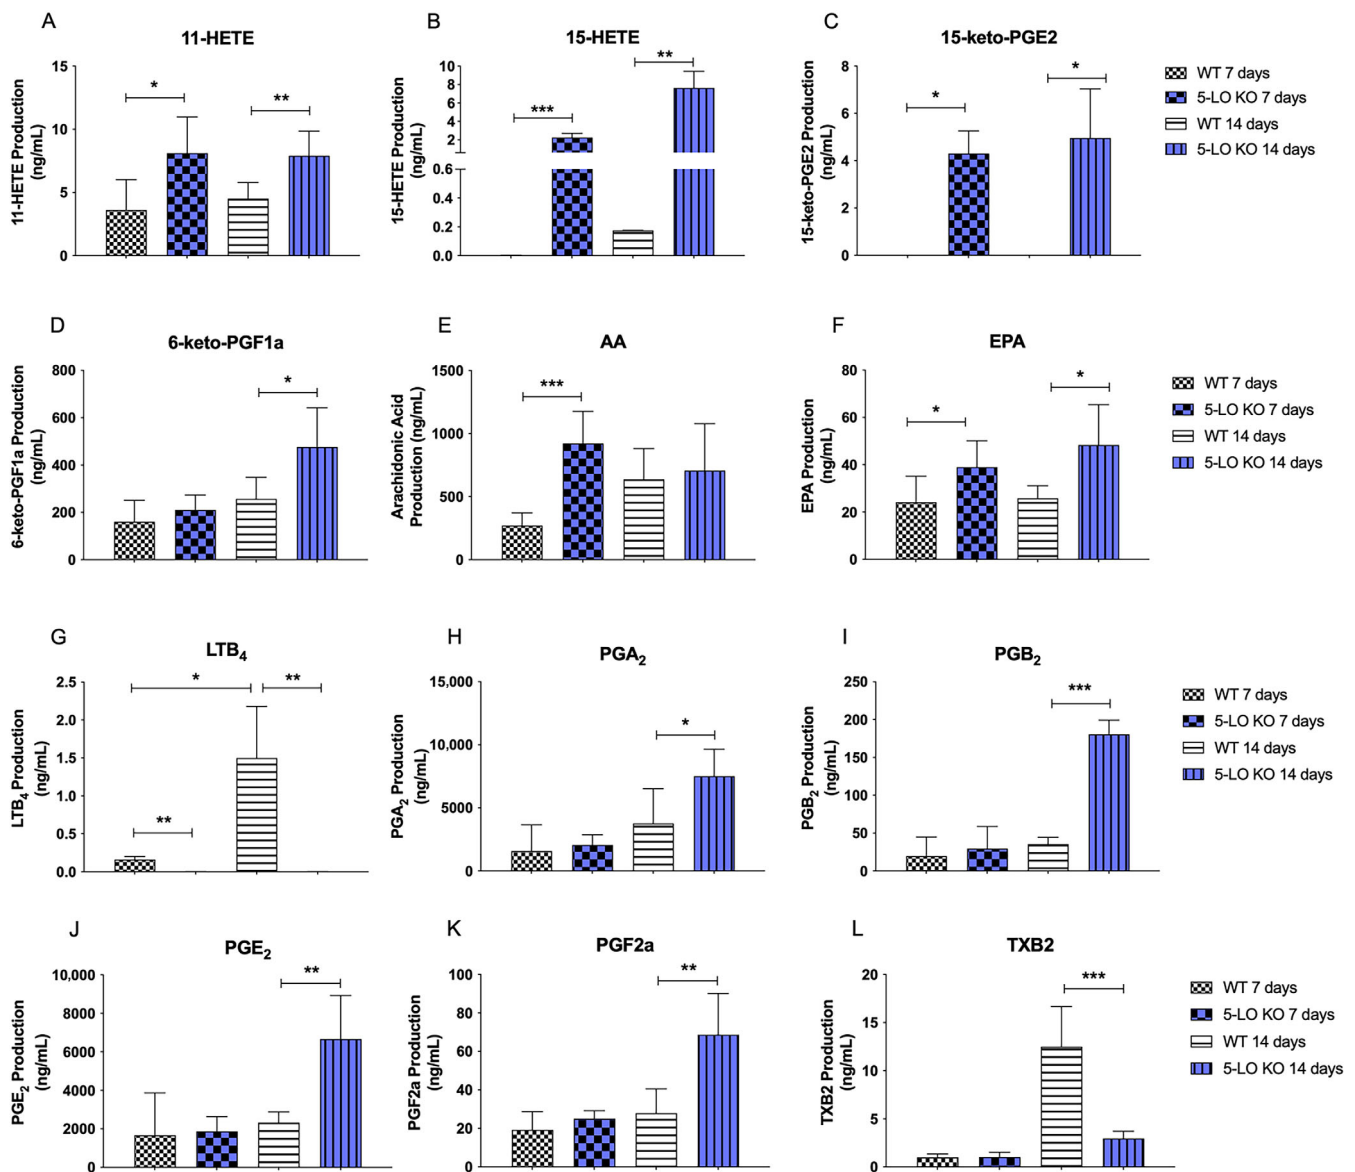 A
11-HETE
11-HETE Production
(ng/mL)
15
10
5
0
*
**
B
15-HETE
15-HETE Production
(ng/mL)
10
8
6
4
2
0.6
0.4
0.2
0.0
***
**
C
15-keto-PGE2
15-keto-PGE2 Production
(ng/mL)
8
6
4
2
0
*
*
WT 7 days
5-LO KO 7 days
WT 14 days
5-LO KO 14 days
D
6-keto-PGF1a
6-keto-PGF1a Production
(ng/mL)
800
600
400
200
0
*
E
AA
Arachidonic Acid
Production (ng/mL)
1500
1000
500
0
***
F
EPA
EPA Production
(ng/mL)
80
60
40
20
0
*
*
WT 7 days
5-LO KO 7 days
WT 14 days
5-LO KO 14 days
G
LTB4
LTB4 Production
(ng/mL)
2.5
2.0
1.5
1.0
0.5
0.0
*
**
**
H
PGA2
PGA2 Production
(ng/mL)
15,000
10,000
5000
0
*
I
PGB2
PGB2 Production
(ng/mL)
250
200
150
100
50
0
***
WT 7 days
5-LO KO 7 days
WT 14 days
5-LO KO 14 days
J
PGE2
PGE2 Production
(ng/mL)
10,000
8000
6000
4000
2000
0
**
K
PGF2a
PGF2a Production
(ng/mL)
100
80
60
40
20
0
**
L
TXB2
TXB2 Production
(ng/mL)
20
15
10
5
0
***
WT 7 days
5-LO KO 7 days
WT 14 days
5-LO KO 14 days